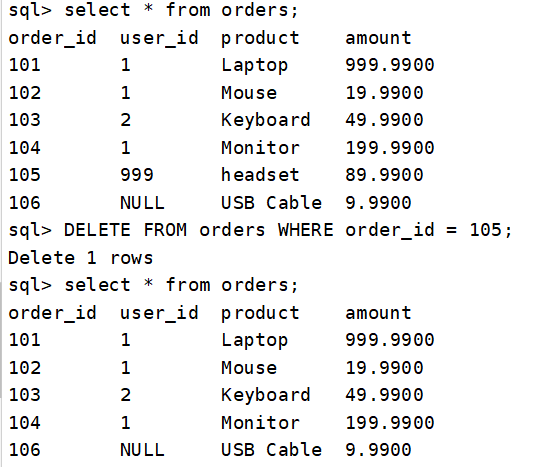 sql> select * from orders;
order_id  user_id  product    amount
101       1        Laptop     999.9900
102       1        Mouse      19.9900
103       2        Keyboard   49.9900
104       1        Monitor    199.9900
105       999      headset    89.9900
106       NULL     USB Cable  9.9900
sql> DELETE FROM orders WHERE order_id = 105;
Delete 1 rows
sql> select * from orders;
order_id  user_id  product    amount
101       1        Laptop     999.9900
102       1        Mouse      19.9900
103       2        Keyboard   49.9900
104       1        Monitor    199.9900
106       NULL     USB Cable  9.9900